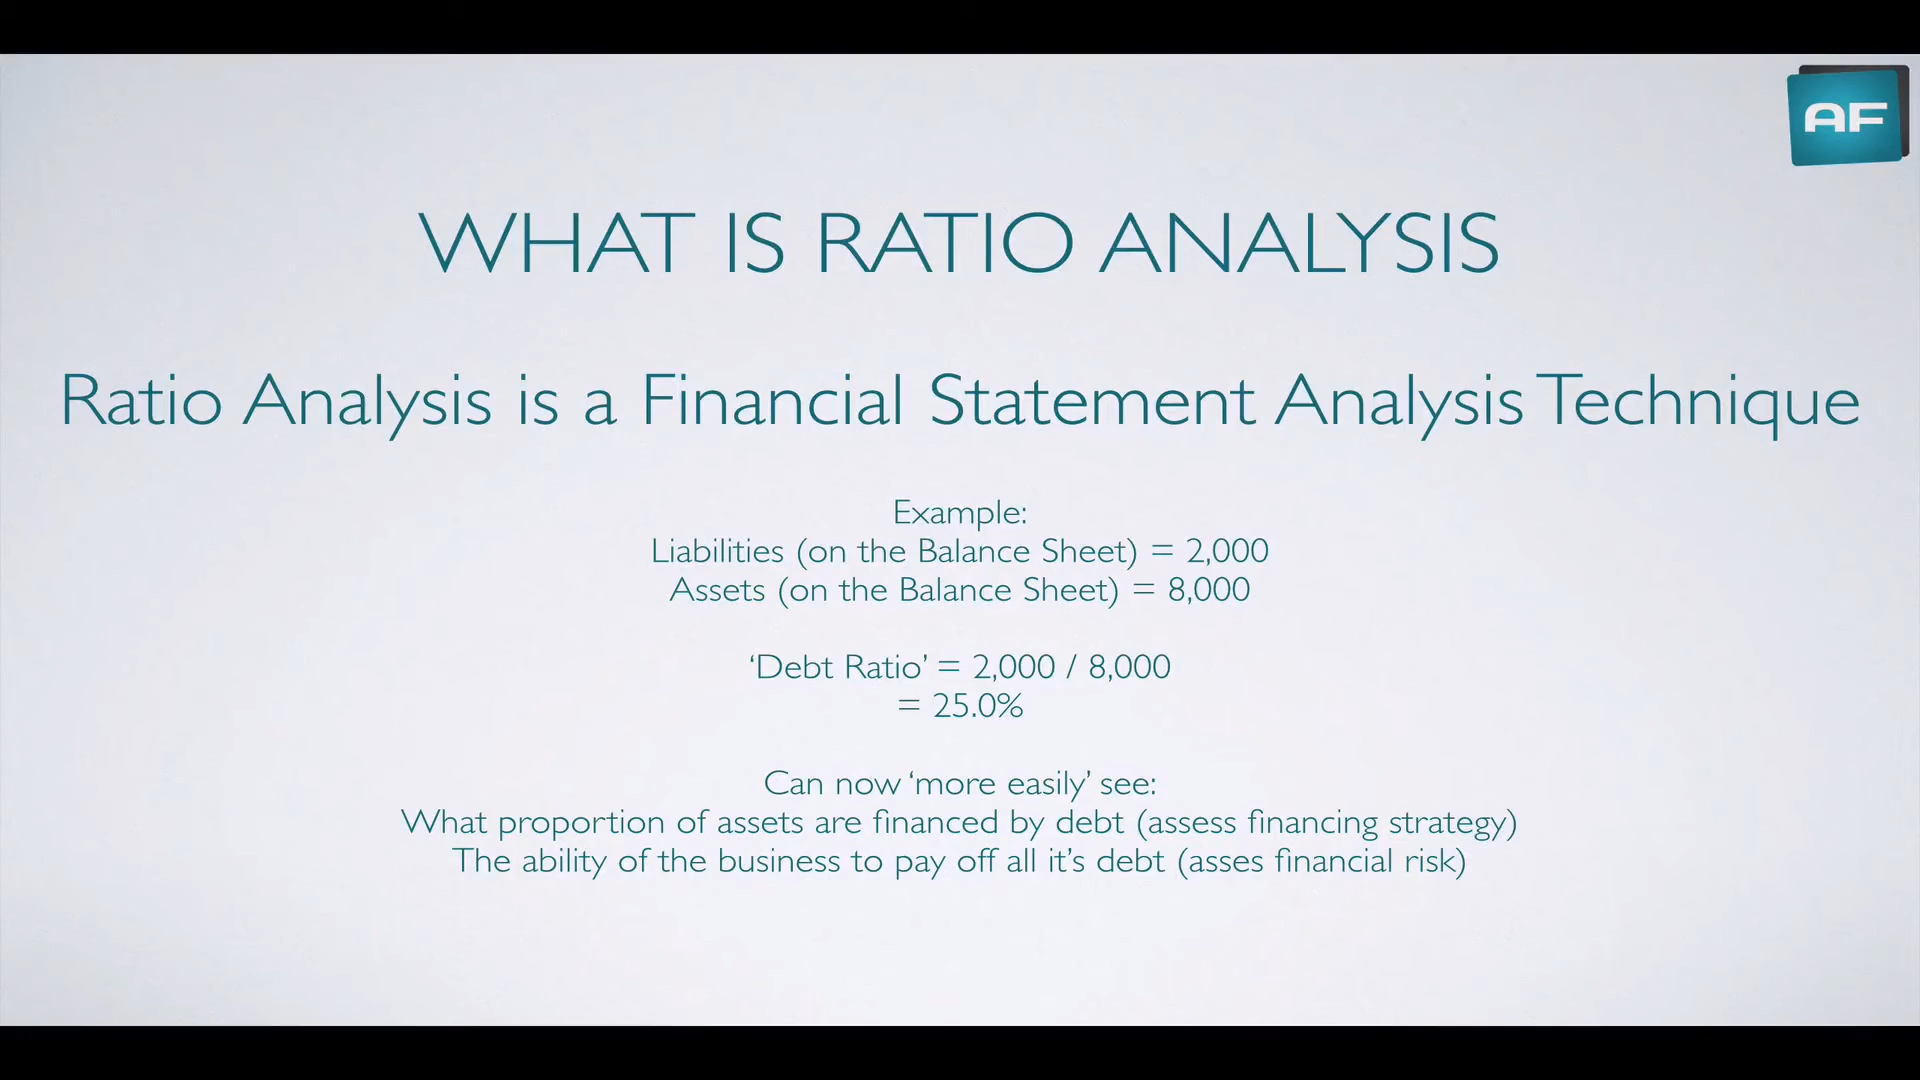 AF
WHAT IS RATIO ANALYSIS
Ratio Analysis is a Financial Statement Analysis Technique
Example:
Liabilities (on the Balance Sheet) = 2,000
Assets (on the Balance Sheet) = 8,000
‘Debt Ratio’ = 2,000 / 8,000
= 25.0%
Can now ‘more easily’ see:
What proportion of assets are financed by debt (assess financing strategy)
The ability of the business to pay off all it’s debt (asses financial risk)